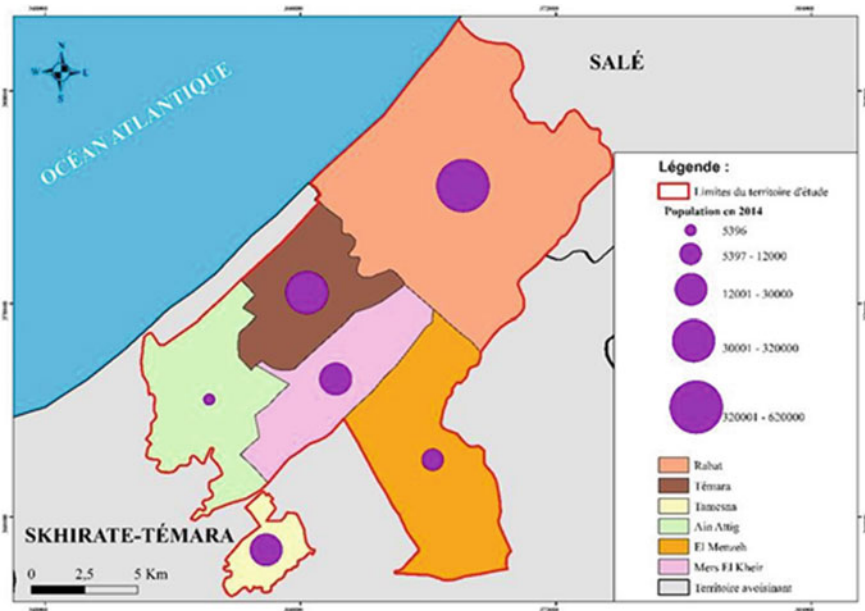 N
W
S
OCÉAN ATLANTIQUE
SALÉ
SKHIRATE-TÉMARA
0 2,5 5 Km
Légende :
Limites du territoire d'étude
Population en 2014
5396
5397 - 12000
12001 - 30000
30001 - 320000
320001 - 620000
Rabat
Témara
Tamesna
Ain Attig
El Menzeh
Mers El Kheir
Territoire avoisinant